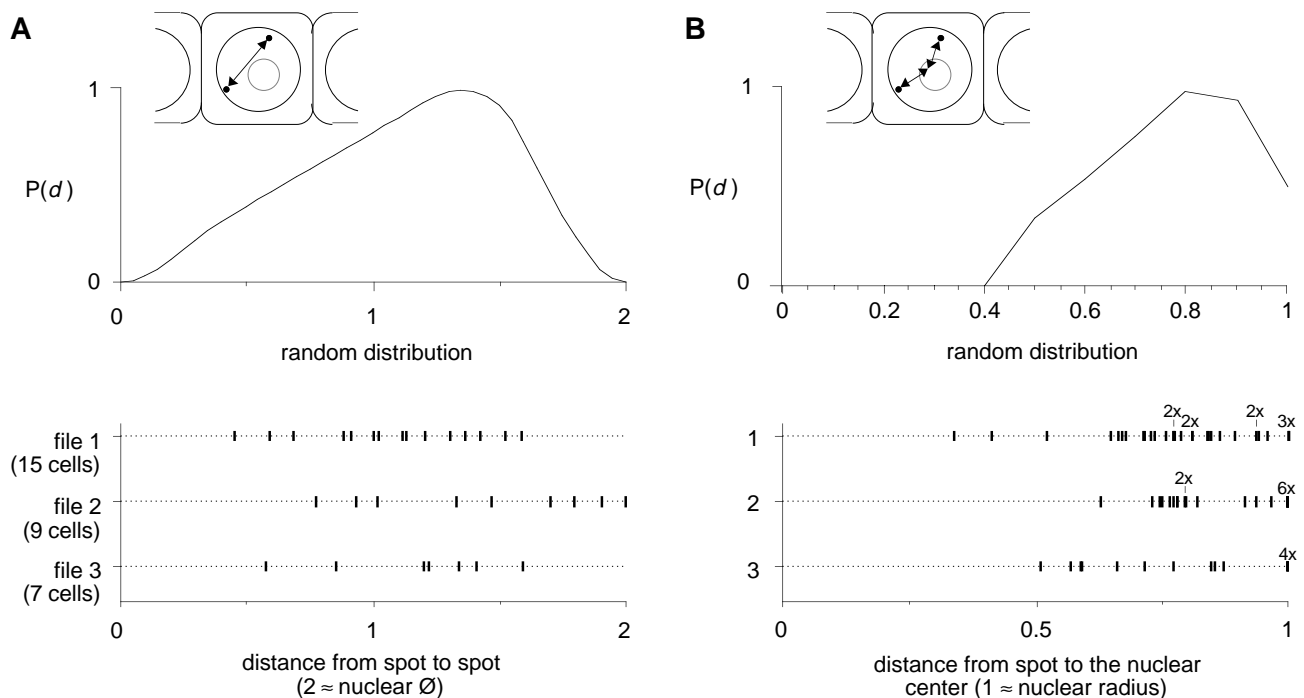 A
1
P(d)
0
0 1 2
random distribution
file 1
(15 cells)
file 2
(9 cells)
file 3
(7 cells)
0 1 2
distance from spot to spot
(2 ≈ nuclear Ø)
B
1
P(d)
0
0 0.2 0.4 0.6 0.8 1
random distribution
2x 2x 2x 3x
1
2x 6x
2
4x
3
0 0.5 1
distance from spot to the nuclear
center (1 ≈ nuclear radius)